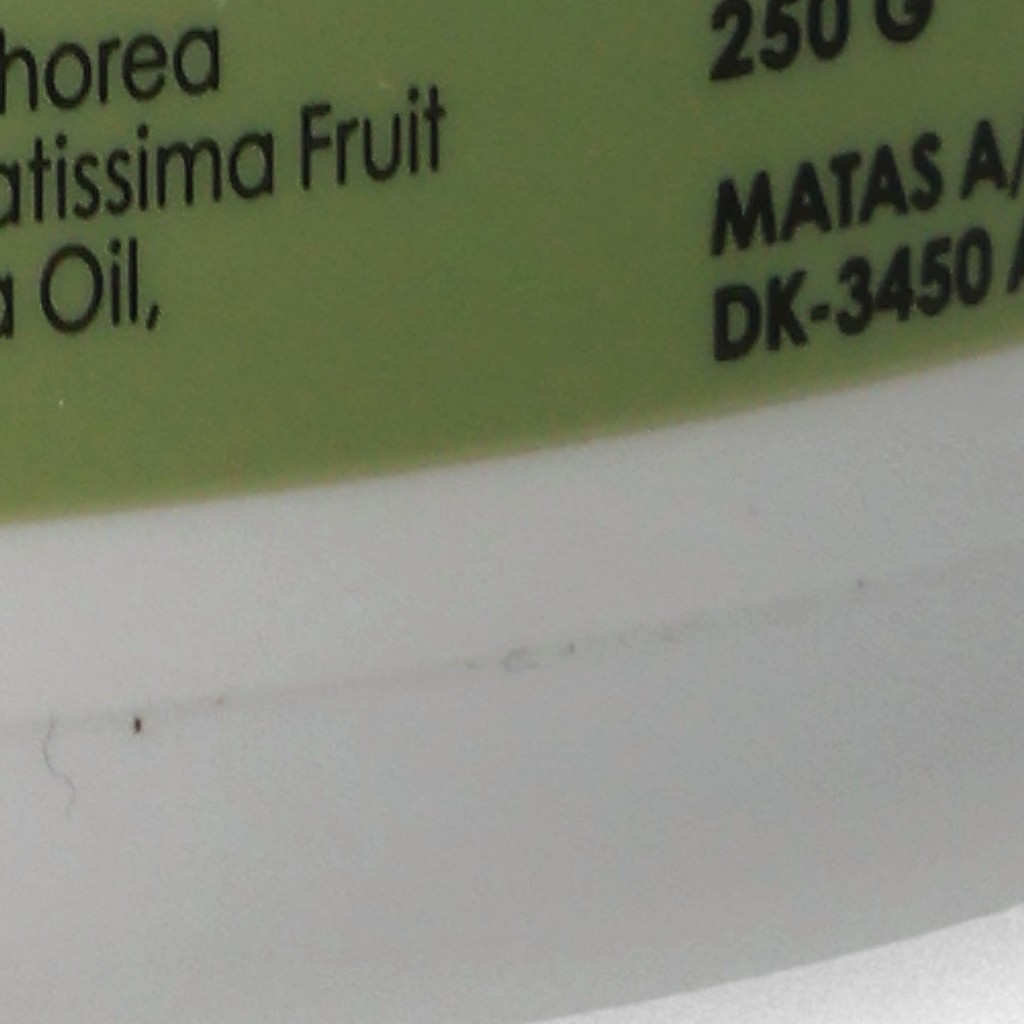 horea
atissima Fruit
a Oil,
250 G
MATAS A/
DK-3450 A